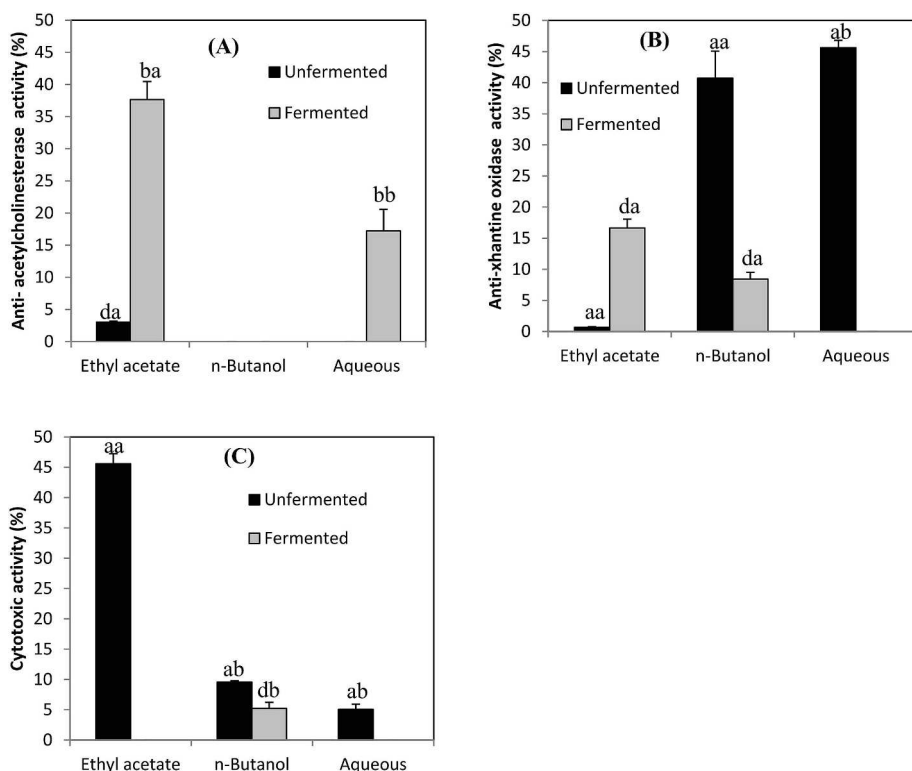 (A)
Anti- acetylcholinesterase activity (%)
50
45
40
35
30
25
20
15
10
5
0
Unfermented
Fermented
da
ba
bb
Ethyl acetate n-Butanol Aqueous
(B)
Anti-xhantine oxidase activity (%)
50
45
40
35
30
25
20
15
10
5
0
Unfermented
Fermented
aa
da
aa
da
ab
Ethyl acetate n-Butanol Aqueous
(C)
Cytotoxic activity (%)
50
45
40
35
30
25
20
15
10
5
0
Unfermented
Fermented
aa
ab
db
ab
Ethyl acetate n-Butanol Aqueous